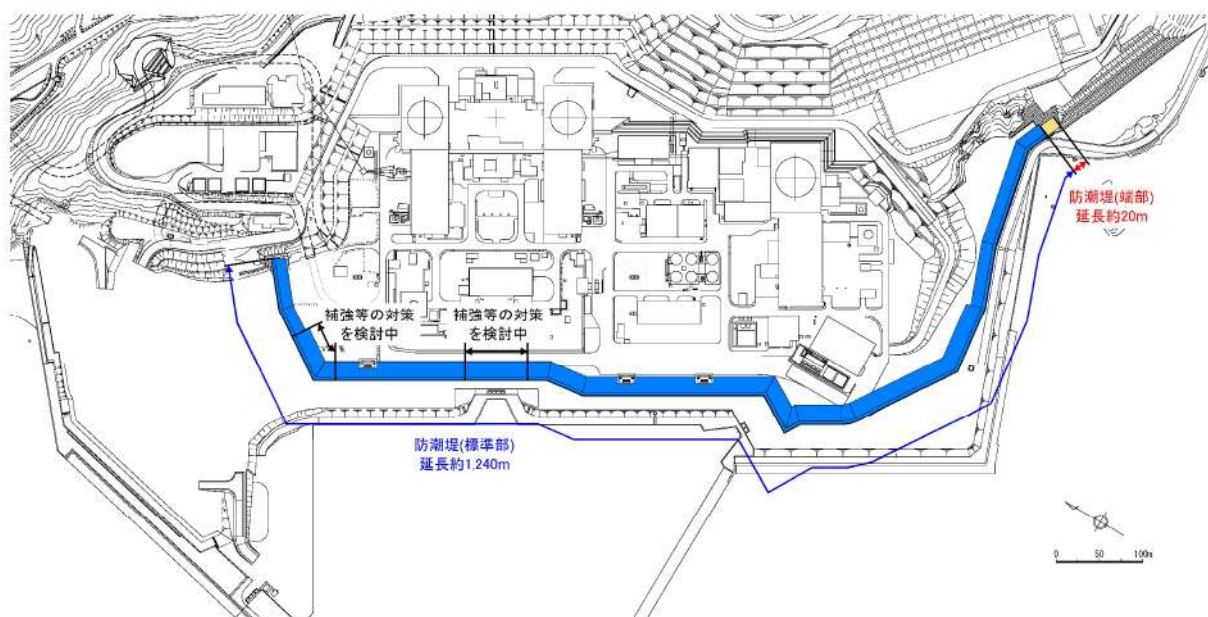 防潮堤(端部)
延長約20m
補強等の対策
を検討中
補強等の対策
を検討中
防潮堤(標準部)
延長約1,240m
0 50 100m